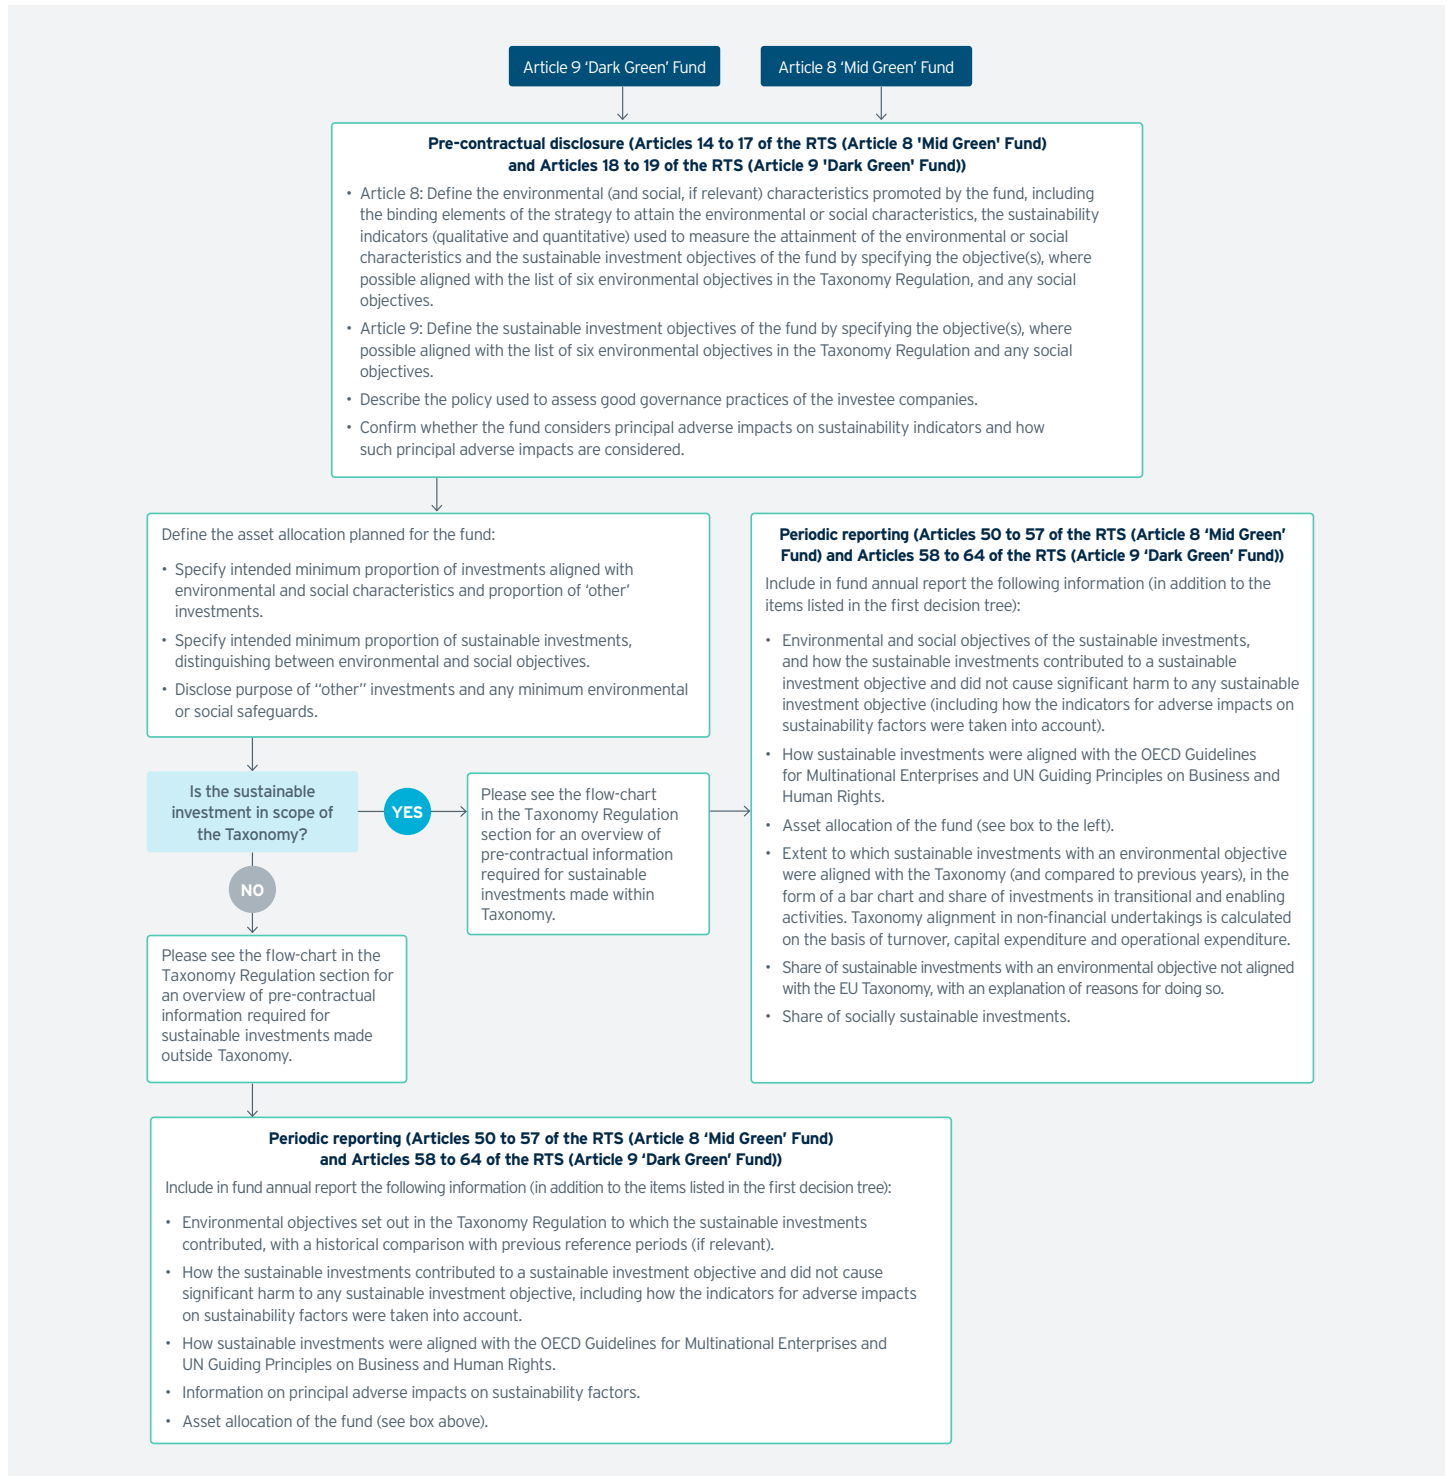 Article 9 ‘Dark Green’ Fund
Article 8 ‘Mid Green’ Fund
Pre-contractual disclosure (Articles 14 to 17 of the RTS (Article 8 'Mid Green' Fund)
and Articles 18 to 19 of the RTS (Article 9 'Dark Green' Fund))
• Article 8: Define the environmental (and social, if relevant) characteristics promoted by the fund, including
the binding elements of the strategy to attain the environmental or social characteristics, the sustainability
indicators (qualitative and quantitative) used to measure the attainment of the environmental or social
characteristics and the sustainable investment objectives of the fund by specifying the objective(s), where
possible aligned with the list of six environmental objectives in the Taxonomy Regulation, and any social
objectives.
• Article 9: Define the sustainable investment objectives of the fund by specifying the objective(s), where
possible aligned with the list of six environmental objectives in the Taxonomy Regulation and any social
objectives.
• Describe the policy used to assess good governance practices of the investee companies.
• Confirm whether the fund considers principal adverse impacts on sustainability indicators and how
such principal adverse impacts are considered.
Define the asset allocation planned for the fund:
• Specify intended minimum proportion of investments aligned with
environmental and social characteristics and proportion of ‘other’
investments.
• Specify intended minimum proportion of sustainable investments,
distinguishing between environmental and social objectives.
• Disclose purpose of “other” investments and any minimum environmental
or social safeguards.
Is the sustainable
investment in scope of
the Taxonomy?
YES
Please see the flow-chart
in the Taxonomy Regulation
section for an overview of
pre-contractual information
required for sustainable
investments made within
Taxonomy.
NO
Please see the flow-chart in the
Taxonomy Regulation section for
an overview of pre-contractual
information required for
sustainable investments made
outside Taxonomy.
Periodic reporting (Articles 50 to 57 of the RTS (Article 8 ‘Mid Green’
Fund) and Articles 58 to 64 of the RTS (Article 9 ‘Dark Green’ Fund))
Include in fund annual report the following information (in addition to the
items listed in the first decision tree):
• Environmental and social objectives of the sustainable investments,
and how the sustainable investments contributed to a sustainable
investment objective and did not cause significant harm to any sustainable
investment objective (including how the indicators for adverse impacts on
sustainability factors were taken into account).
• How sustainable investments were aligned with the OECD Guidelines
for Multinational Enterprises and UN Guiding Principles on Business and
Human Rights.
• Asset allocation of the fund (see box to the left).
• Extent to which sustainable investments with an environmental objective
were aligned with the Taxonomy (and compared to previous years), in the
form of a bar chart and share of investments in transitional and enabling
activities. Taxonomy alignment in non-financial undertakings is calculated
on the basis of turnover, capital expenditure and operational expenditure.
• Share of sustainable investments with an environmental objective not aligned
with the EU Taxonomy, with an explanation of reasons for doing so.
• Share of socially sustainable investments.
Periodic reporting (Articles 50 to 57 of the RTS (Article 8 ‘Mid Green’ Fund)
and Articles 58 to 64 of the RTS (Article 9 ‘Dark Green’ Fund))
Include in fund annual report the following information (in addition to the items listed in the first decision tree):
• Environmental objectives set out in the Taxonomy Regulation to which the sustainable investments
contributed, with a historical comparison with previous reference periods (if relevant).
• How the sustainable investments contributed to a sustainable investment objective and did not cause
significant harm to any sustainable investment objective, including how the indicators for adverse impacts
on sustainability factors were taken into account.
• How sustainable investments were aligned with the OECD Guidelines for Multinational Enterprises and
UN Guiding Principles on Business and Human Rights.
• Information on principal adverse impacts on sustainability factors.
• Asset allocation of the fund (see box above).